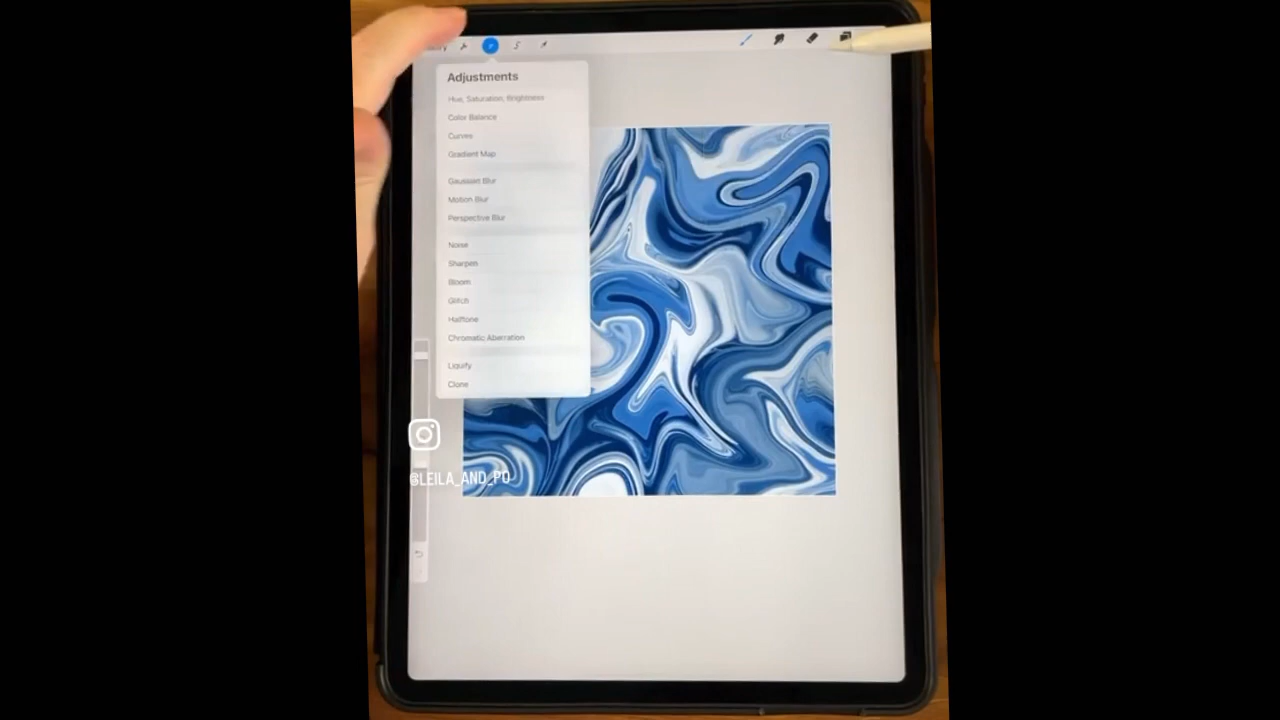 Adjustments
Hue, Saturation, Brightness
Color Balance
Curves
Gradient Map
Gaussian Blur
Motion Blur
Perspective Blur
Noise
Sharpen
Bloom
Glitch
Halftone
Chromatic Aberration
Liquify
Clone
@LEILA_AND_PO